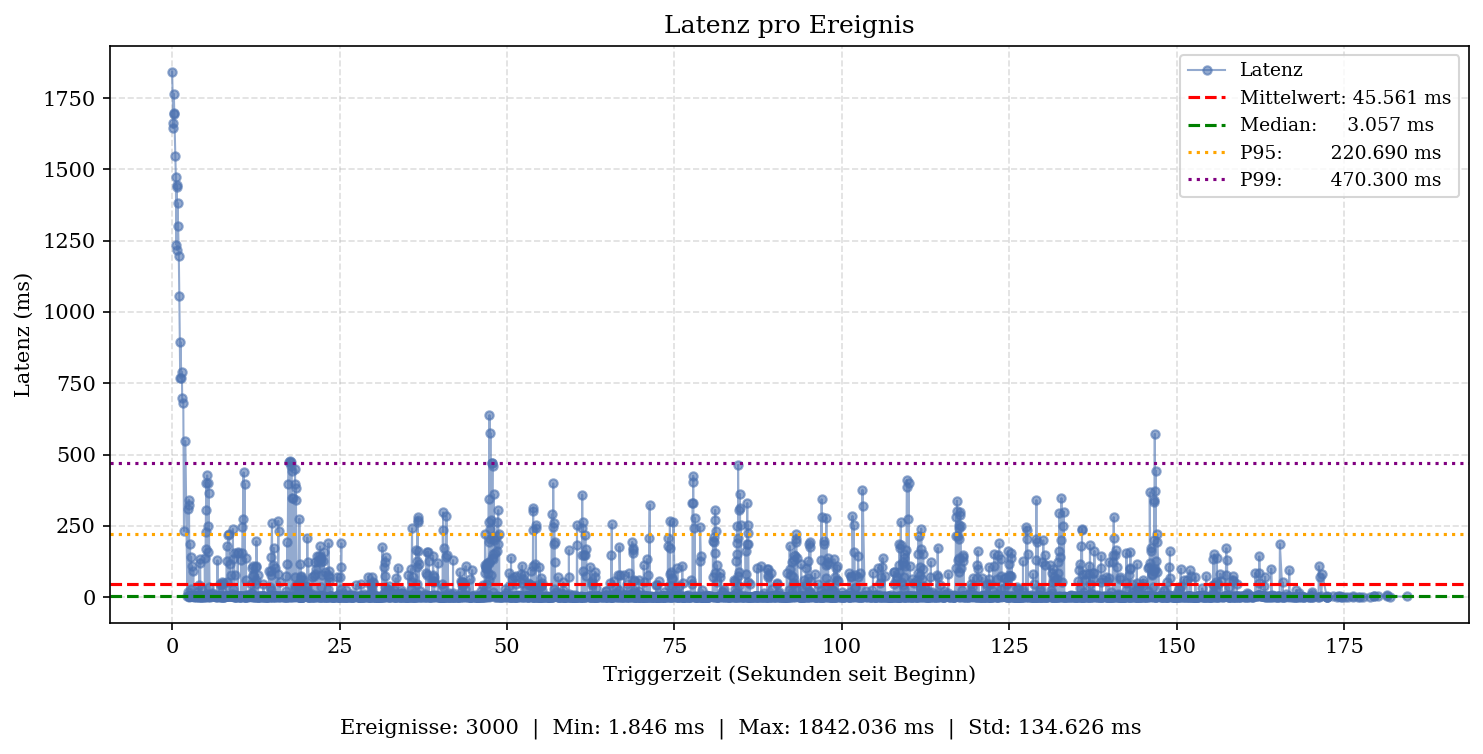 Latenz pro Ereignis
Latenz
Mittelwert: 45.561 ms
Median: 3.057 ms
P95: 220.690 ms
P99: 470.300 ms
Latenz (ms)
1750
1500
1250
1000
750
500
250
0
0 25 50 75 100 125 150 175
Triggerzeit (Sekunden seit Beginn)
Ereignisse: 3000 | Min: 1.846 ms | Max: 1842.036 ms | Std: 134.626 ms